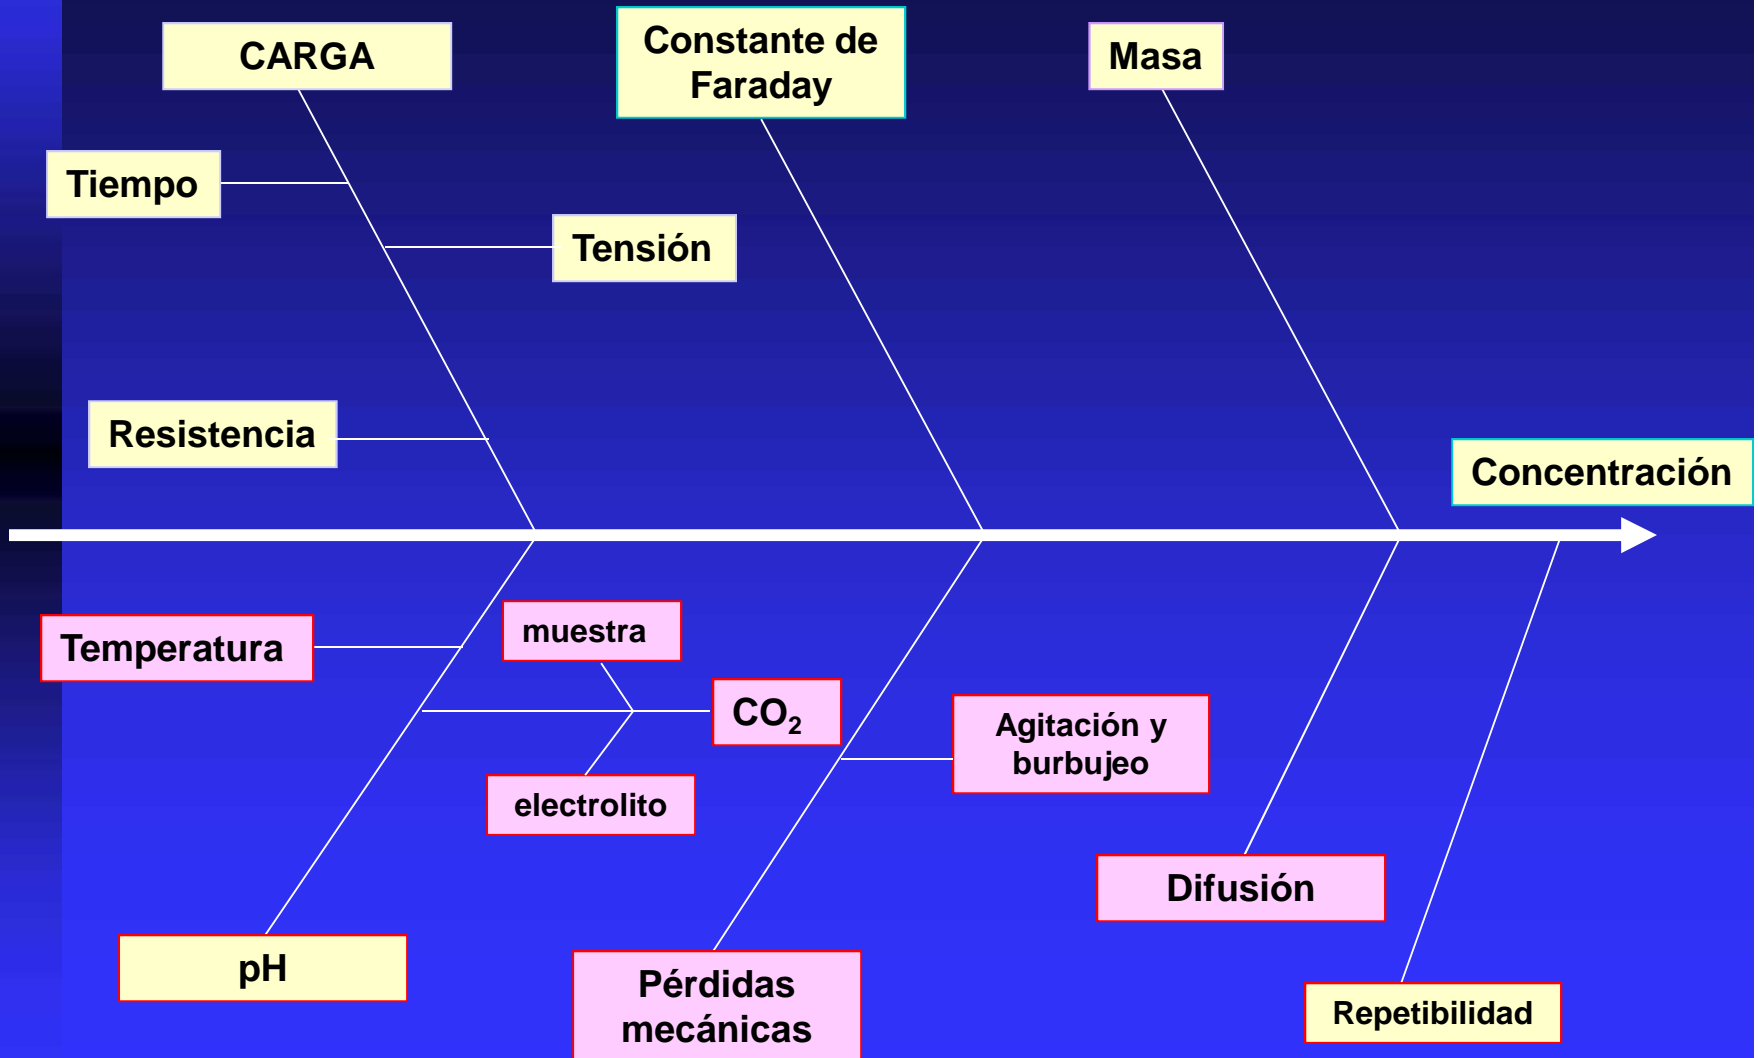 CARGA
Constante de
Faraday
Masa
Tiempo
Tensión
Resistencia
Concentración
Temperatura
muestra
CO₂
Agitación y
burbujeo
electrolito
Difusión
pH
Pérdidas
mecánicas
Repetibilidad